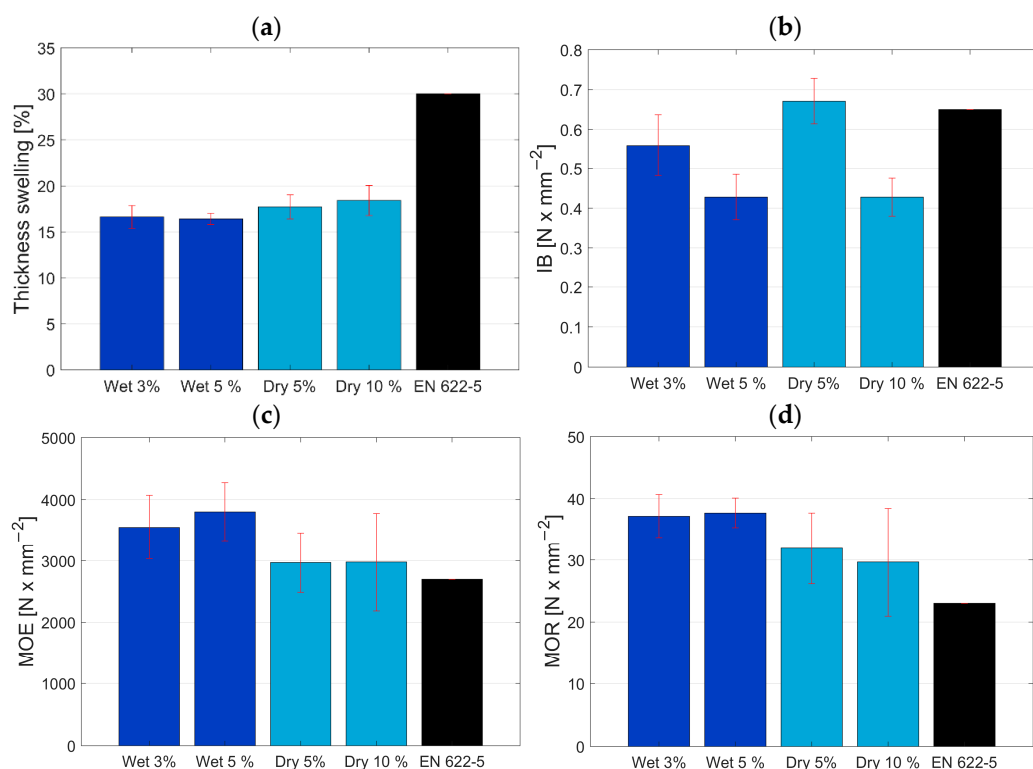 (a)
Thickness swelling [%]
35
30
25
20
15
10
5
0
Wet 3% Wet 5 % Dry 5% Dry 10 % EN 622-5
(b)
IB [N x mm⁻²]
0.8
0.7
0.6
0.5
0.4
0.3
0.2
0.1
0
Wet 3% Wet 5 % Dry 5% Dry 10 % EN 622-5
(c)
MOE [N x mm⁻²]
5000
4000
3000
2000
1000
0
Wet 3% Wet 5 % Dry 5% Dry 10 % EN 622-5
(d)
MOR [N x mm⁻²]
50
40
30
20
10
0
Wet 3% Wet 5 % Dry 5% Dry 10 % EN 622-5